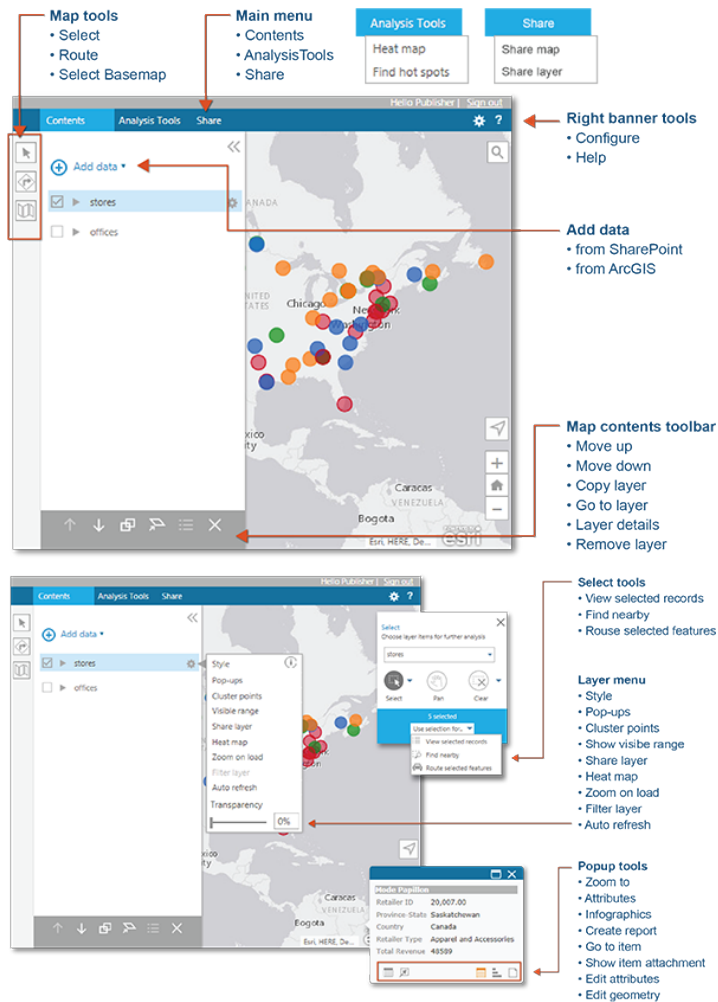 Map tools
• Select
• Route
• Select Basemap
Main menu
• Contents
• AnalysisTools
• Share
Analysis Tools
Heat map
Find hot spots
Share
Share map
Share layer
Hello Publisher | Sign out
Contents Analysis Tools Share ?
Right banner tools
• Configure
• Help
Add data
stores
offices
Add data
• from SharePoint
• from ArcGIS
ANADA
UNITED
STATES
Chicago
New York
Washington
xico
ity
Caracas
VENEZUELA
Bogota
Esri, HERE, De...
esri
Map contents toolbar
• Move up
• Move down
• Copy layer
• Go to layer
• Layer details
• Remove layer
Hello Publisher | Sign out
Contents Analysis Tools Share ?
Add data
stores
offices
Style
Pop-ups
Cluster points
Visible range
Share layer
Heat map
Zoom on load
Filter layer
Auto refresh
Transparency
0%
Select
Choose layer items for further analysis
stores
Select Pan Clear
5 selected
Use selection for...
View selected records
Find nearby
Route selected features
xico
ity
Caracas
VENEZUELA
Bogota
Esri, HERE, De...
Mode Papillon
Retailer ID 20,007.00
Province-State Saskatchewan
Country Canada
Retailer Type Apparel and Accessories
Total Revenue 48589
Select tools
• View selected records
• Find nearby
• Rouse selected features
Layer menu
• Style
• Pop-ups
• Cluster points
• Show visibe range
• Share layer
• Heat map
• Zoom on load
• Filter layer
• Auto refresh
Popup tools
• Zoom to
• Attributes
• Infographics
• Create report
• Go to item
• Show item attachment
• Edit attributes
• Edit geometry